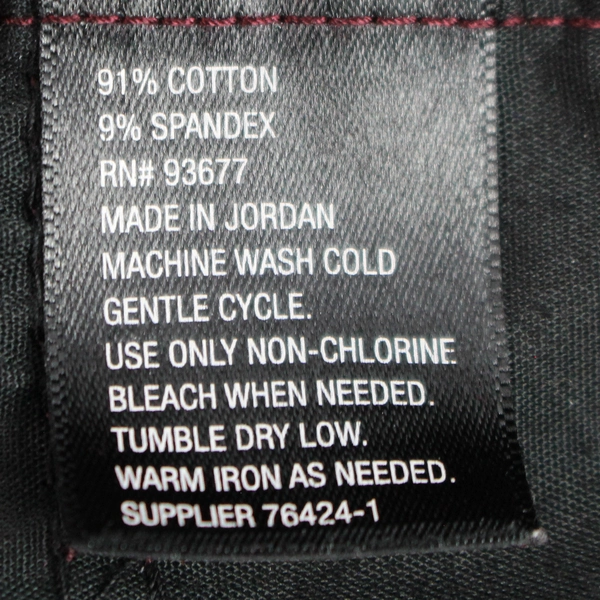 91% COTTON
9% SPANDEX
RN# 93677
MADE IN JORDAN
MACHINE WASH COLD
GENTLE CYCLE.
USE ONLY NON-CHLORINE
BLEACH WHEN NEEDED.
TUMBLE DRY LOW.
WARM IRON AS NEEDED.
SUPPLIER 76424-1